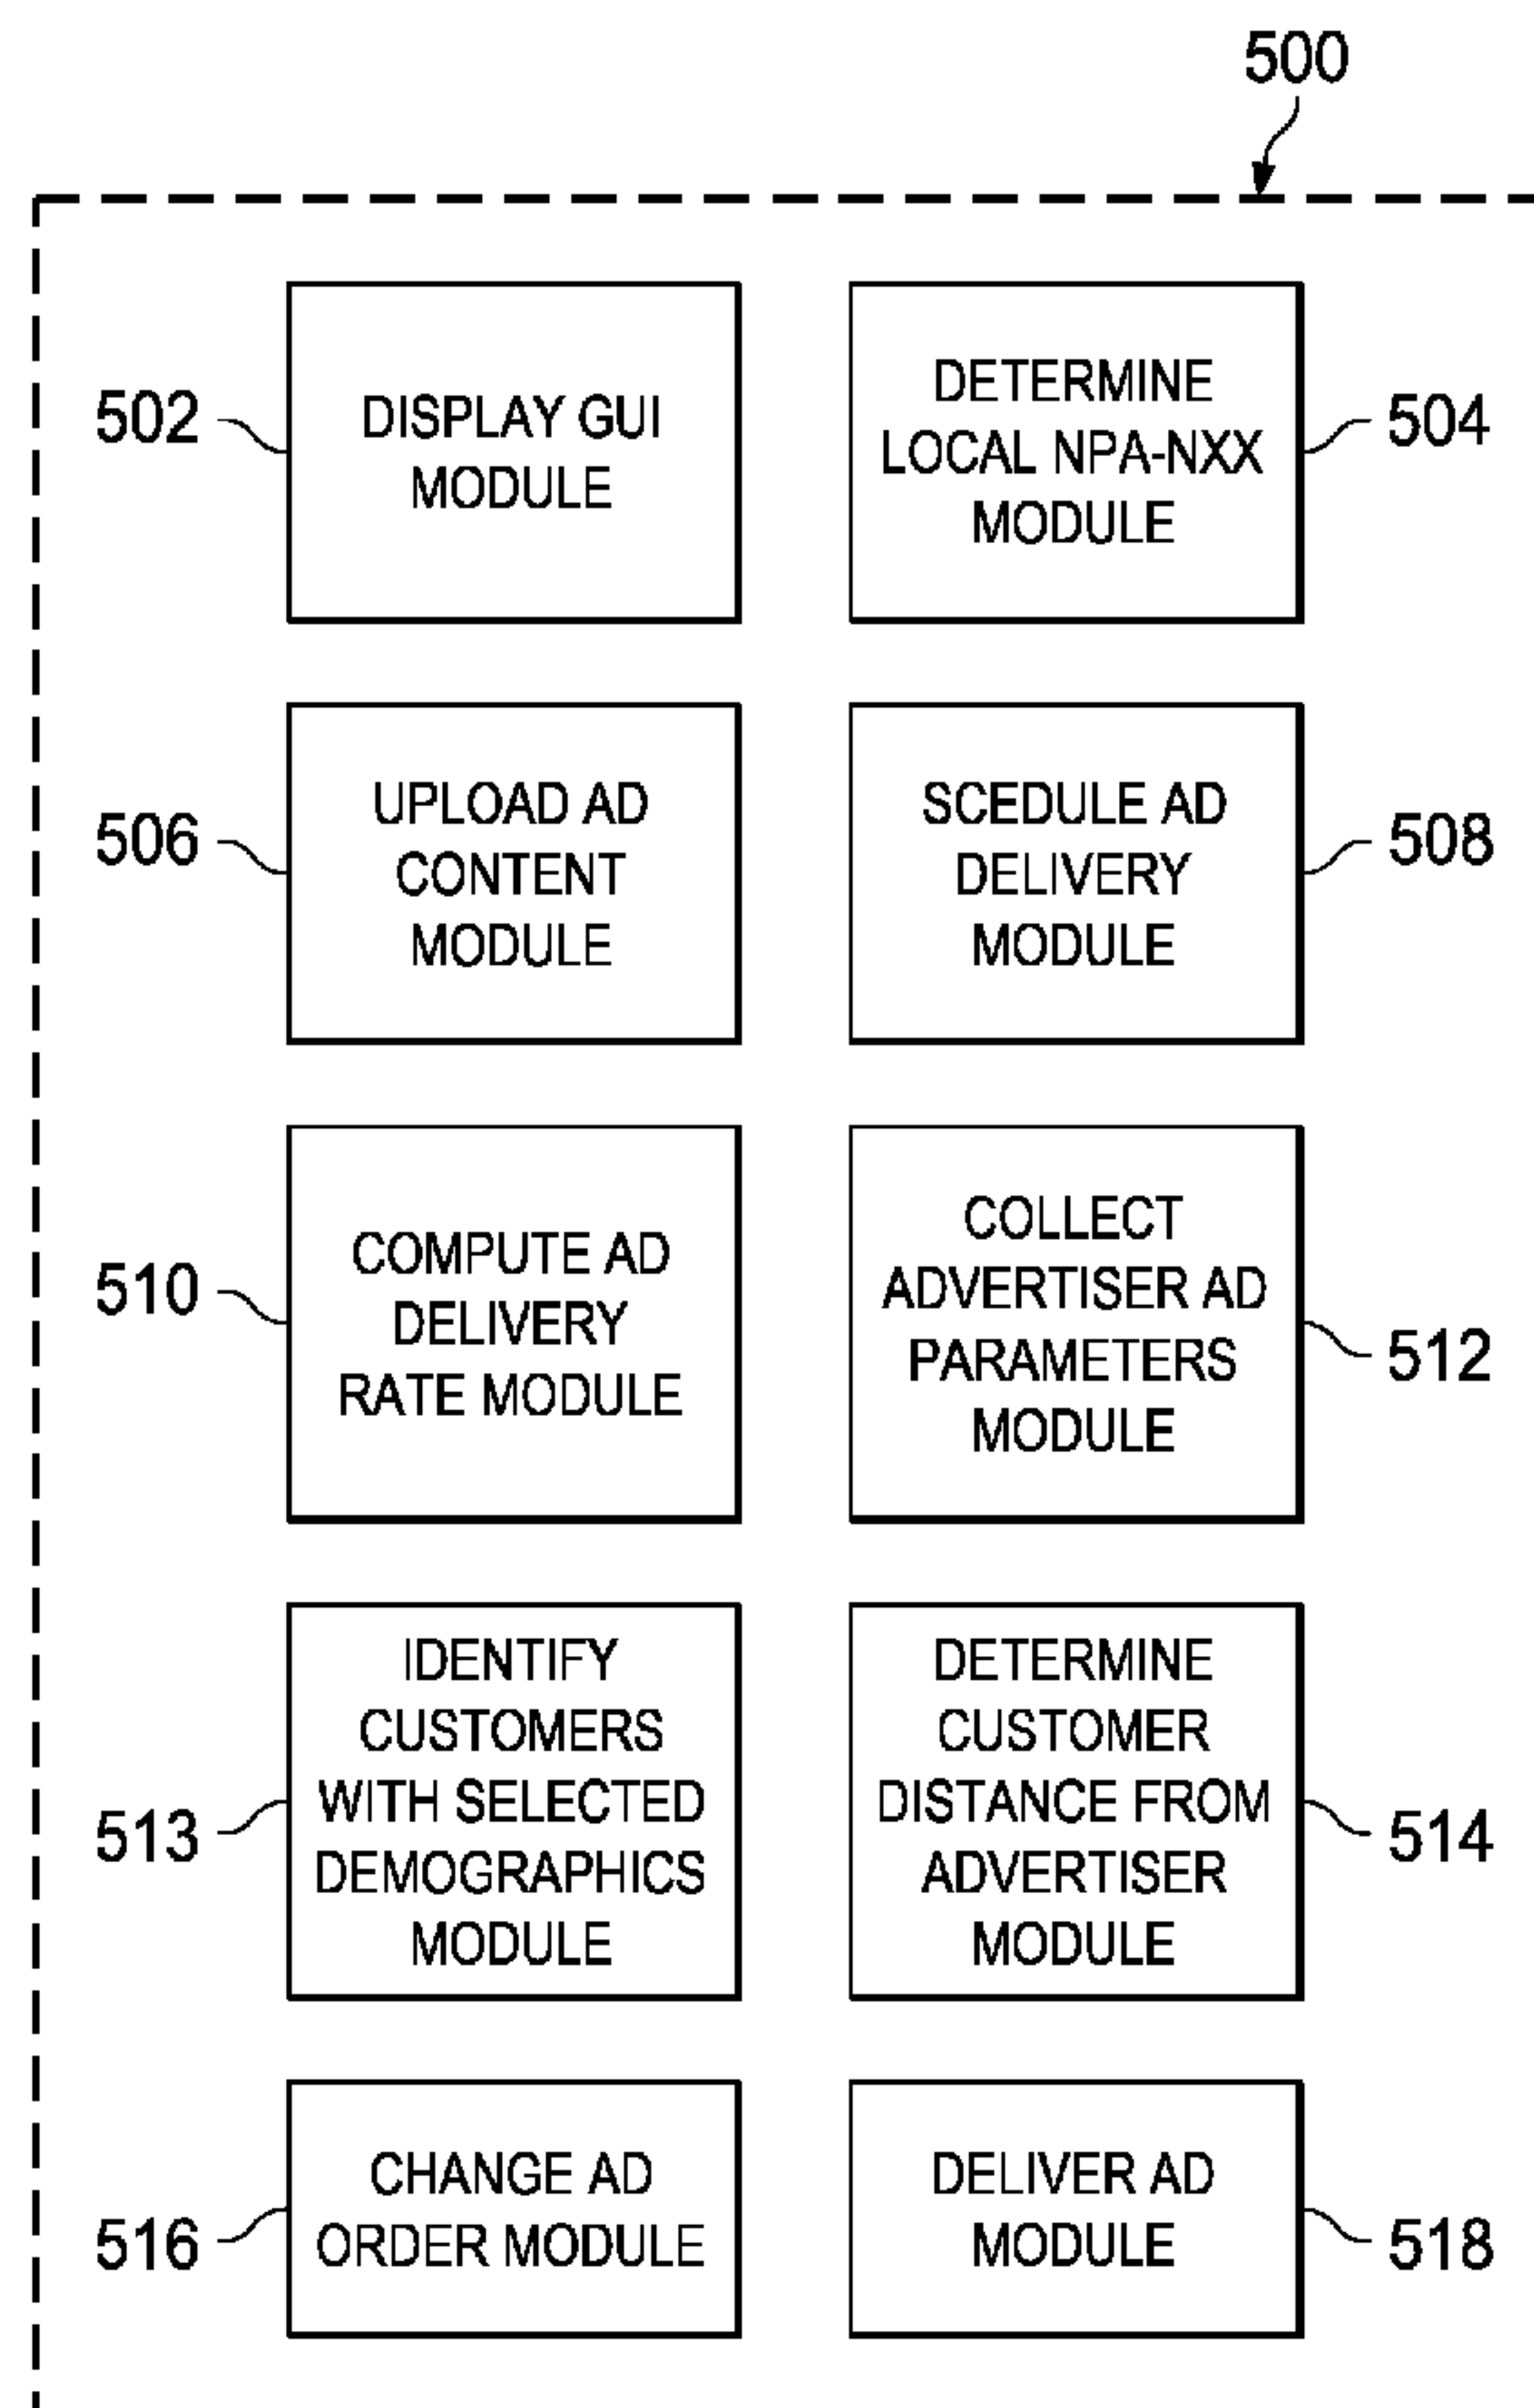 500
502
DISPLAY GUI
MODULE
DETERMINE
LOCAL NPA-NXX
MODULE
504
506
UPLOAD AD
CONTENT
MODULE
SCEDULE AD
DELIVERY
MODULE
508
510
COMPUTE AD
DELIVERY
RATE MODULE
COLLECT
ADVERTISER AD
PARAMETERS
MODULE
512
513
IDENTIFY
CUSTOMERS
WITH SELECTED
DEMOGRAPHICS
MODULE
DETERMINE
CUSTOMER
DISTANCE FROM
ADVERTISER
MODULE
514
516
CHANGE AD
ORDER MODULE
DELIVER AD
MODULE
518